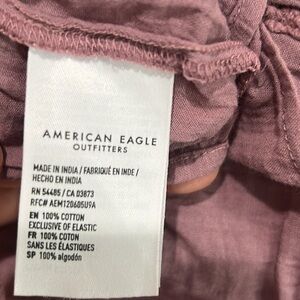 AMERICAN EAGLE
OUTFITTERS
MADE IN INDIA / FABRIQUÉ EN INDE /
HECHO EN INDIA
RN 54485 / CA 03873
RFC# AEM120605U9A
EN 100% COTTON
EXCLUSIVE OF ELASTIC
FR 100% COTON
SANS LES ÉLASTIQUES
SP 100% algodón